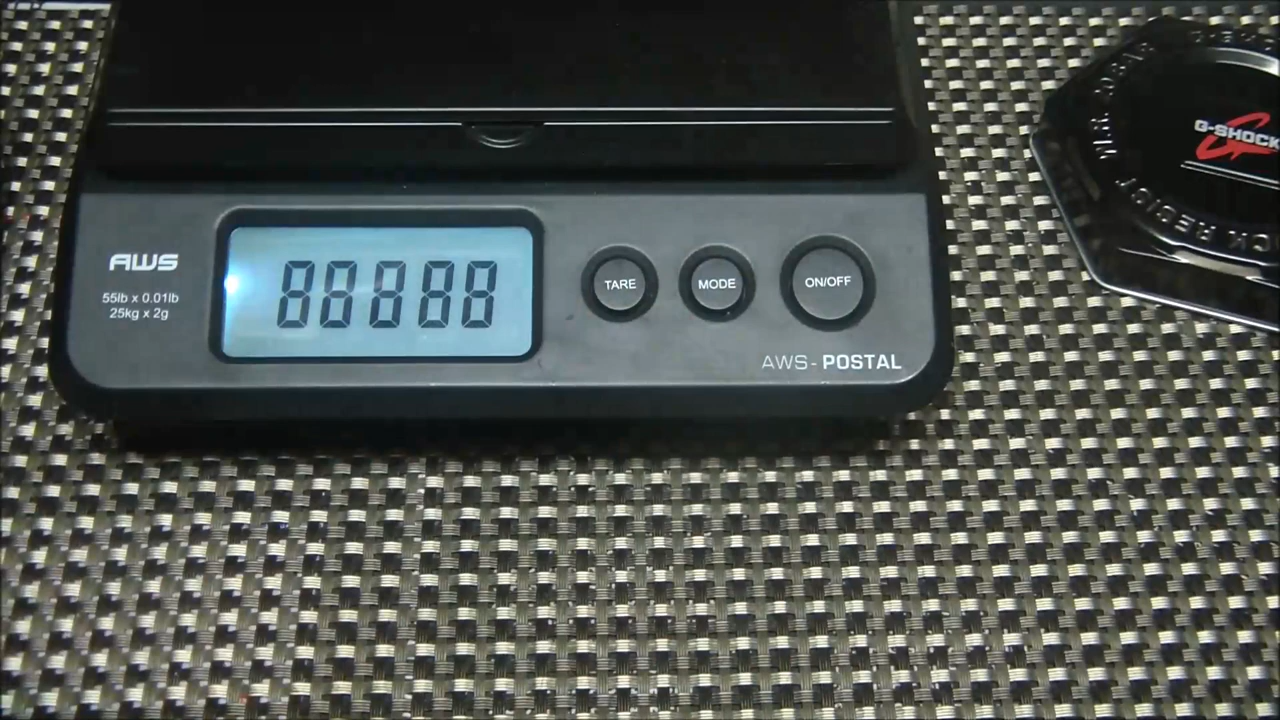 AWS
55lb x 0.01lb
25kg x 2g
88888
TARE
MODE
ON/OFF
AWS- POSTAL
G-SHOCK